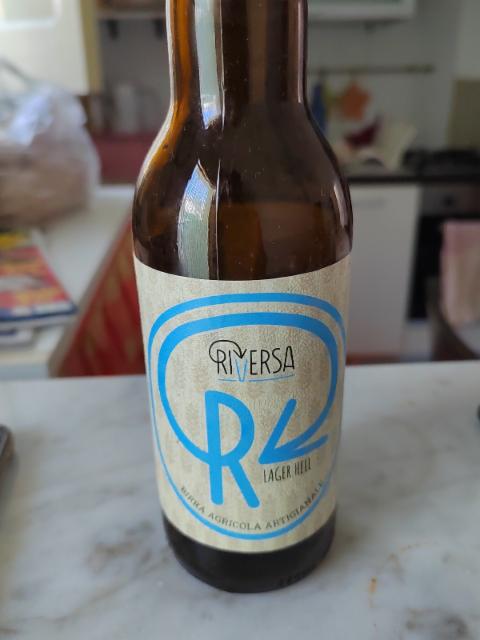 RIVERSA
R
LAGER HELL
BIRRA AGRICOLA ARTIGIANALE